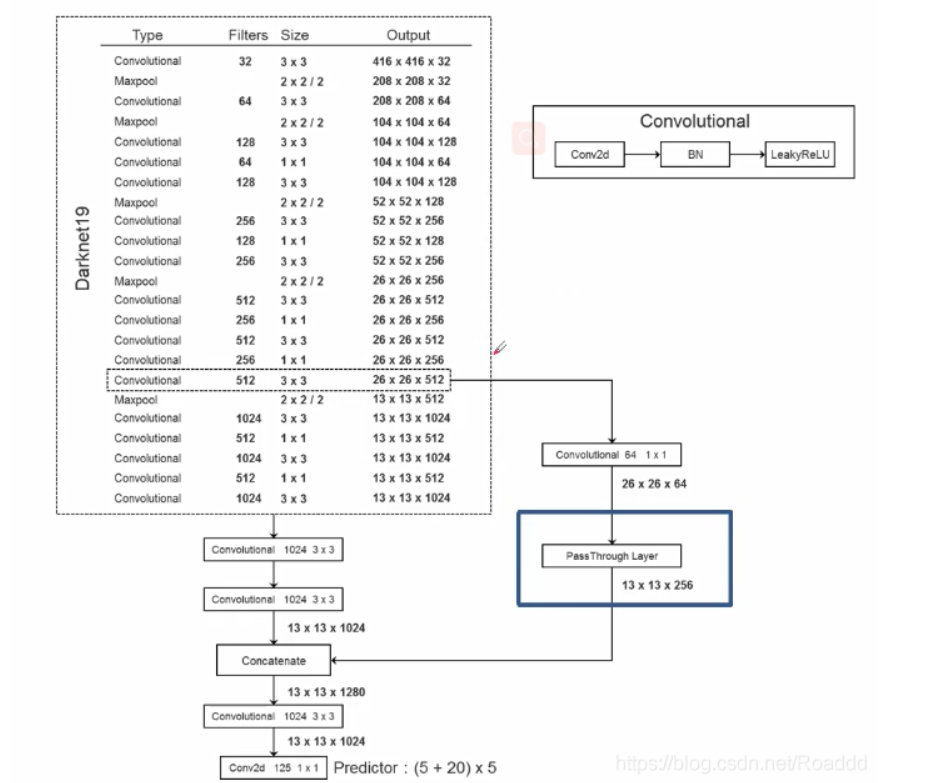 Type Filters Size Output
Convolutional 32 3 x 3 416 x 416 x 32
Maxpool 2 x 2 / 2 208 x 208 x 32
Convolutional 64 3 x 3 208 x 208 x 64
Maxpool 2 x 2 / 2 104 x 104 x 64
Convolutional 128 3 x 3 104 x 104 x 128
Convolutional 64 1 x 1 104 x 104 x 64
Convolutional 128 3 x 3 104 x 104 x 128
Maxpool 2 x 2 / 2 52 x 52 x 128
Convolutional 256 3 x 3 52 x 52 x 256
Convolutional 128 1 x 1 52 x 52 x 128
Convolutional 256 3 x 3 52 x 52 x 256
Maxpool 2 x 2 / 2 26 x 26 x 256
Convolutional 512 3 x 3 26 x 26 x 512
Convolutional 256 1 x 1 26 x 26 x 256
Convolutional 512 3 x 3 26 x 26 x 512
Convolutional 256 1 x 1 26 x 26 x 256
Convolutional 512 3 x 3 26 x 26 x 512
Maxpool 2 x 2 / 2 13 x 13 x 512
Convolutional 1024 3 x 3 13 x 13 x 1024
Convolutional 512 1 x 1 13 x 13 x 512
Convolutional 1024 3 x 3 13 x 13 x 1024
Convolutional 512 1 x 1 13 x 13 x 512
Convolutional 1024 3 x 3 13 x 13 x 1024
Darknet19
Convolutional
Conv2d BN LeakyReLU
Convolutional 64 1 x 1
26 x 26 x 64
PassThrough Layer
13 x 13 x 256
Convolutional 1024 3 x 3
Convolutional 1024 3 x 3
13 x 13 x 1024
Concatenate
13 x 13 x 1280
Convolutional 1024 3 x 3
13 x 13 x 1024
Conv2d 125 1 x 1 Predictor : (5 + 20) x 5
https://blog.csdn.net/Roaddd